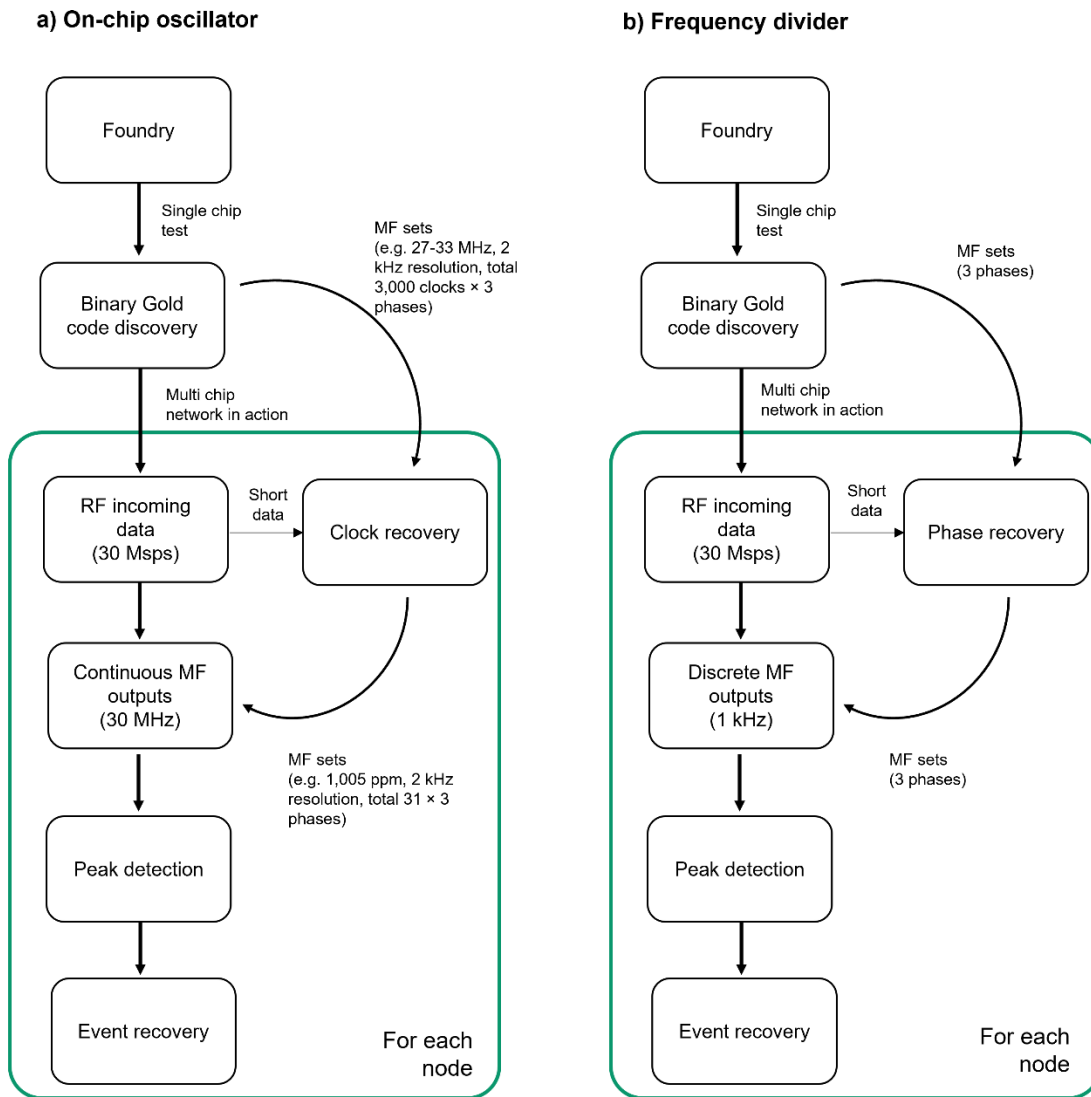 a) On-chip oscillator
Foundry
Single chip
test
MF sets
(e.g. 27-33 MHz, 2
kHz resolution, total
3,000 clocks × 3
phases)
Binary Gold
code discovery
Multi chip
network in action
RF incoming
data
(30 Msps)
Short
data
Clock recovery
Continuous MF
outputs
(30 MHz)
MF sets
(e.g. 1,005 ppm, 2 kHz
resolution, total 31 × 3
phases)
Peak detection
Event recovery
For each
node
b) Frequency divider
Foundry
Single chip
test
MF sets
(3 phases)
Binary Gold
code discovery
Multi chip
network in action
RF incoming
data
(30 Msps)
Short
data
Phase recovery
Discrete MF
outputs
(1 kHz)
MF sets
(3 phases)
Peak detection
Event recovery
For each
node